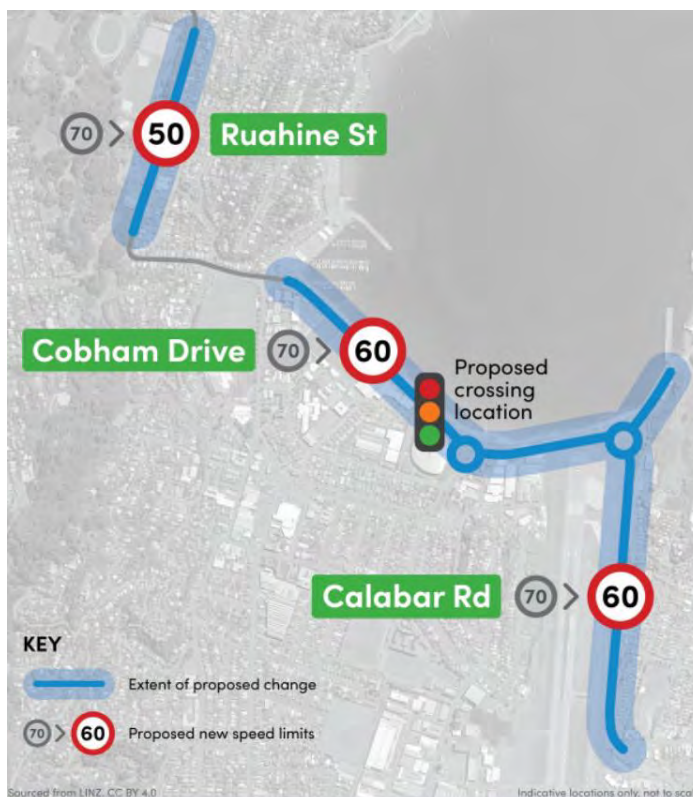 70 > 50 Ruahine St
Cobham Drive 70 > 60
Proposed
crossing
location
Calabar Rd 70 > 60
KEY
Extent of proposed change
70 > 60 Proposed new speed limits
Sourced from LINZ. CC BY 4.0
Indicative locations only, not to sca